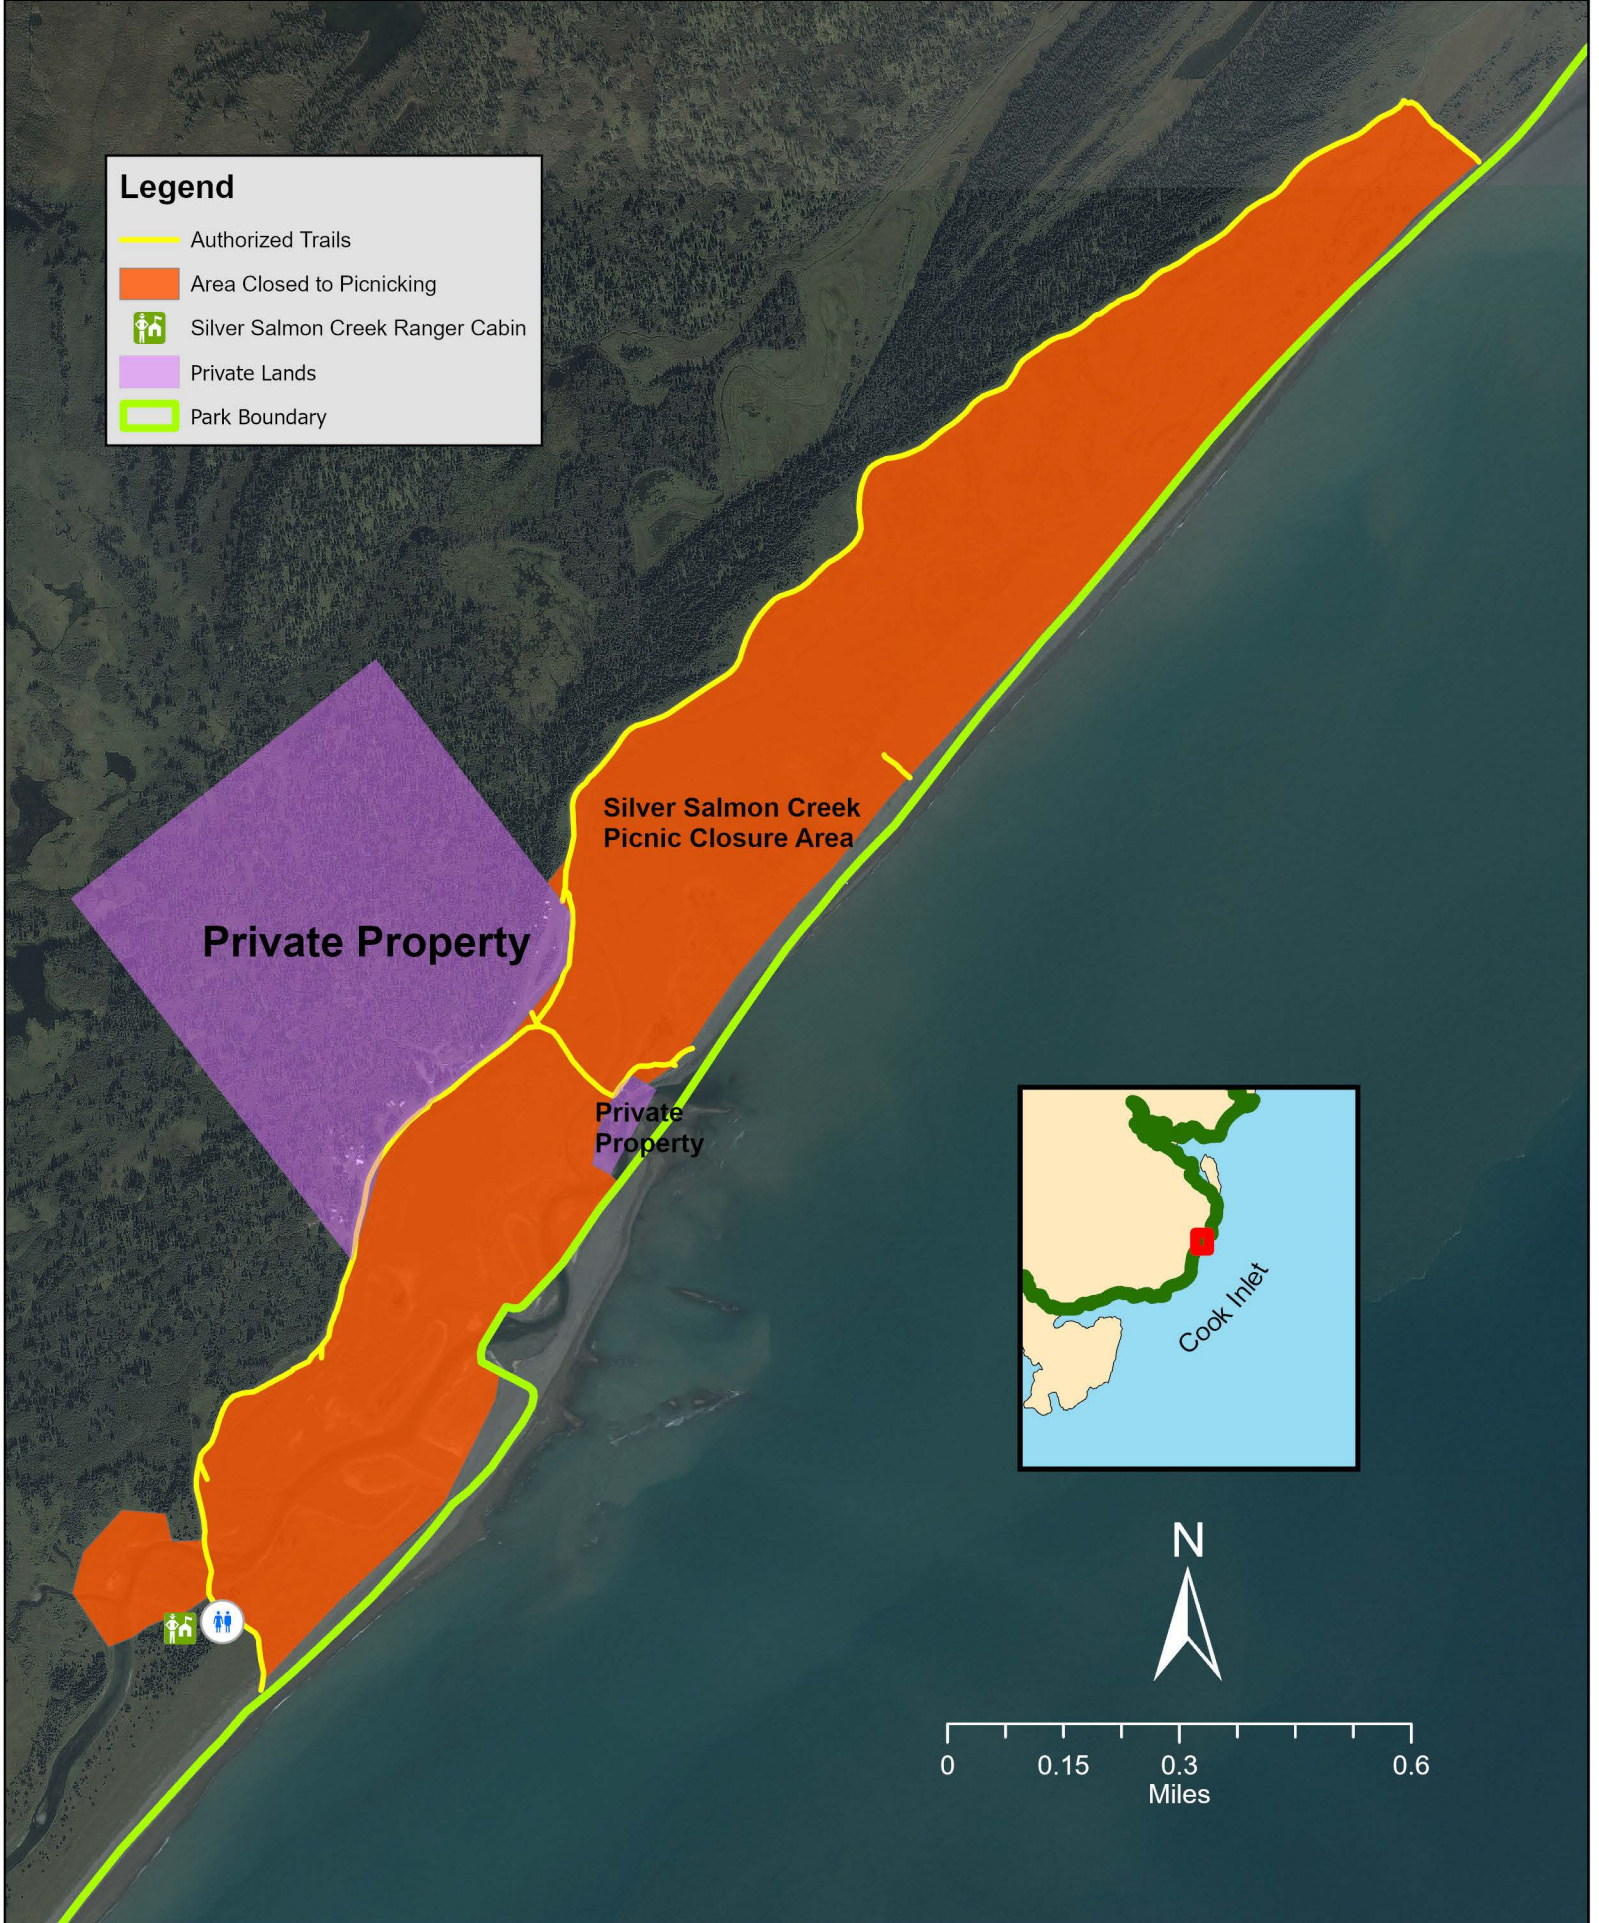 Legend
Authorized Trails
Area Closed to Picnicking
Silver Salmon Creek Ranger Cabin
Private Lands
Park Boundary
Silver Salmon Creek
Picnic Closure Area
Private Property
Private
Property
Cook Inlet
N
0 0.15 0.3 0.6
Miles